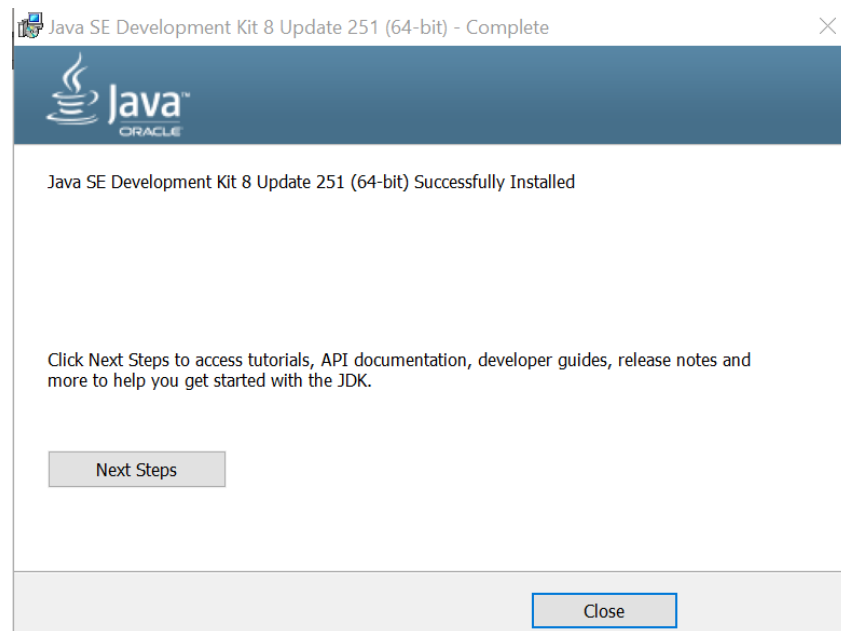 Java SE Development Kit 8 Update 251 (64-bit) - Complete
Java™
ORACLE
Java SE Development Kit 8 Update 251 (64-bit) Successfully Installed
Click Next Steps to access tutorials, API documentation, developer guides, release notes and
more to help you get started with the JDK.
Next Steps
Close